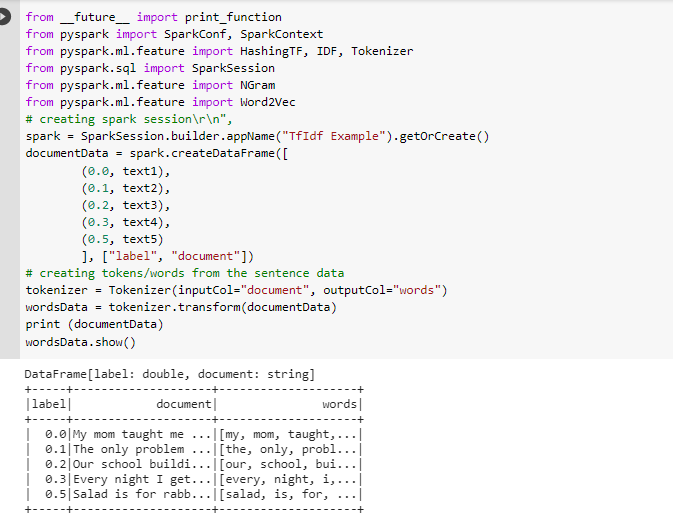 from __future__ import print_function
from pyspark import SparkConf, SparkContext
from pyspark.ml.feature import HashingTF, IDF, Tokenizer
from pyspark.sql import SparkSession
from pyspark.ml.feature import NGram
from pyspark.ml.feature import Word2Vec
# creating spark session\r\n",
spark = SparkSession.builder.appName("TfIdf Example").getOrCreate()
documentData = spark.createDataFrame([
        (0.0, text1),
        (0.1, text2),
        (0.2, text3),
        (0.3, text4),
        (0.5, text5)
        ], ["label", "document"])
# creating tokens/words from the sentence data
tokenizer = Tokenizer(inputCol="document", outputCol="words")
wordsData = tokenizer.transform(documentData)
print (documentData)
wordsData.show()
DataFrame[label: double, document: string]
+-----+--------------------+--------------------+
|label|            document|               words|
+-----+--------------------+--------------------+
|  0.0|My mom taught me ...|[my, mom, taught,...|
|  0.1|The only problem ...|[the, only, probl...|
|  0.2|Our school buildi...|[our, school, bui...|
|  0.3|Every night I get...|[every, night, i,...|
|  0.5|Salad is for rabb...|[salad, is, for, ...|
+-----+--------------------+--------------------+